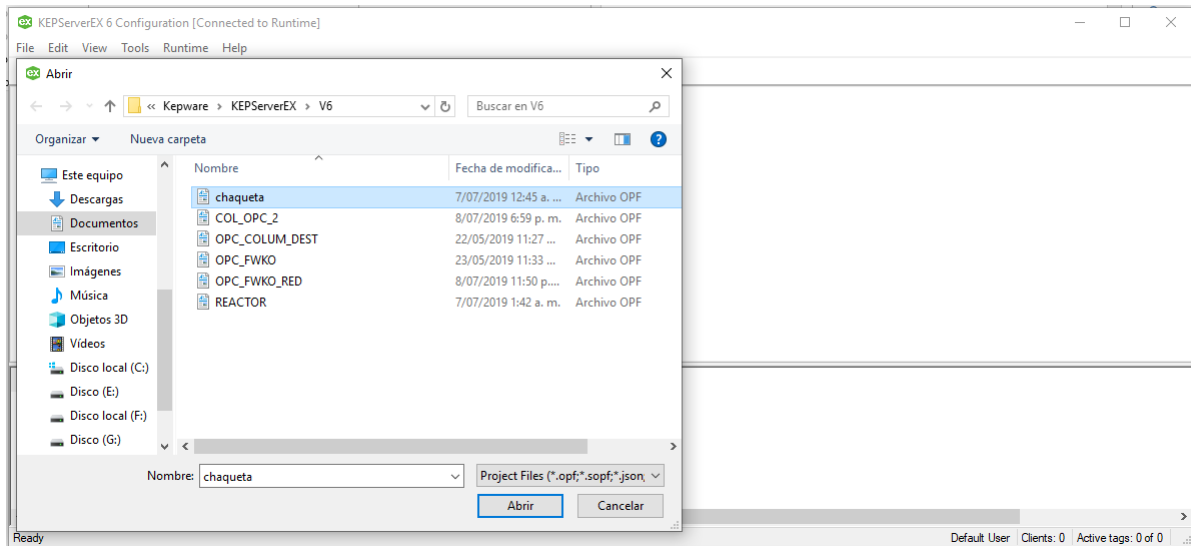 KEPServerEX 6 Configuration [Connected to Runtime]
File Edit View Tools Runtime Help
Abrir
« Kepware › KEPServerEX › V6
Buscar en V6
Organizar
Nueva carpeta
Este equipo
Descargas
Documentos
Escritorio
Imágenes
Música
Objetos 3D
Vídeos
Disco local (C:)
Disco (E:)
Disco local (F:)
Disco (G:)
Nombre Fecha de modifica... Tipo
chaqueta 7/07/2019 12:45 a. ... Archivo OPF
COL_OPC_2 8/07/2019 6:59 p. m. Archivo OPF
OPC_COLUM_DEST 22/05/2019 11:27 ... Archivo OPF
OPC_FWKO 23/05/2019 11:33 ... Archivo OPF
OPC_FWKO_RED 8/07/2019 11:50 p.... Archivo OPF
REACTOR 7/07/2019 1:42 a. m. Archivo OPF
Nombre: chaqueta
Project Files (*.opf;*.sopf;*.json;
Abrir Cancelar
Ready Default User Clients: 0 Active tags: 0 of 0